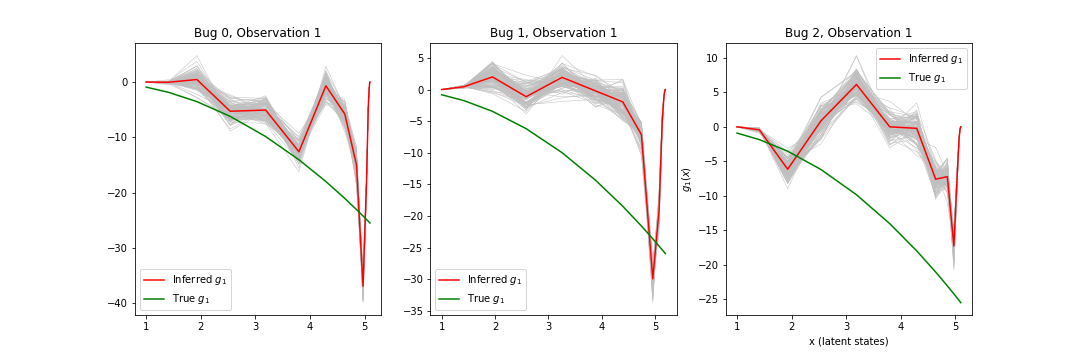 Bug 0, Observation 1
0
−10
−20
−30
−40
Inferred g₁
True g₁
1 2 3 4 5
Bug 1, Observation 1
5
0
−5
−10
−15
−20
−25
−30
−35
Inferred g₁
True g₁
1 2 3 4 5
Bug 2, Observation 1
g₁(x)
10
5
0
−5
−10
−15
−20
−25
Inferred g₁
True g₁
1 2 3 4 5
x (latent states)